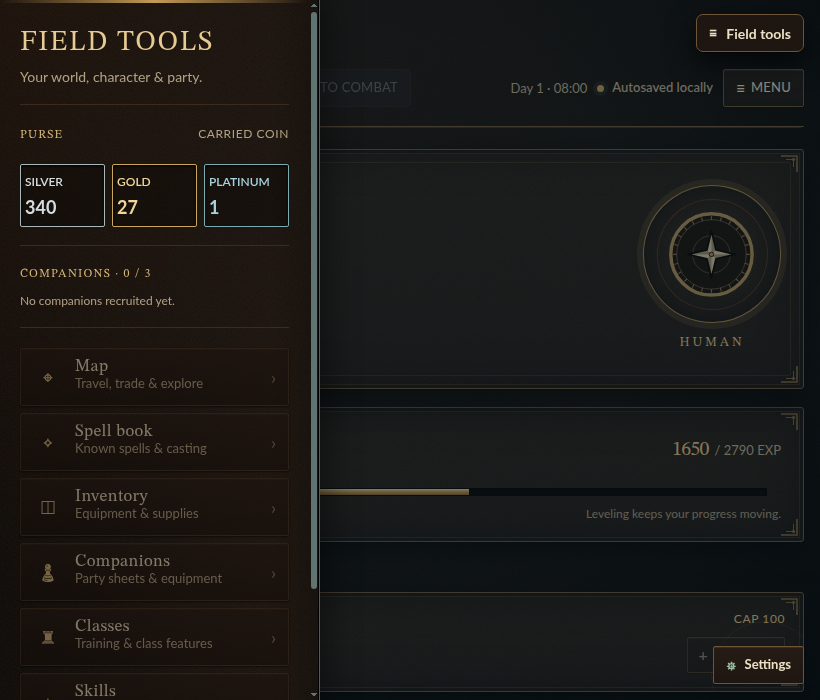 FIELD TOOLS
Your world, character & party.
PURSE
CARRIED COIN
SILVER
340
GOLD
27
PLATINUM
1
COMPANIONS · 0 / 3
No companions recruited yet.
Map
Travel, trade & explore
Spell book
Known spells & casting
Inventory
Equipment & supplies
Companions
Party sheets & equipment
Classes
Training & class features
Skills
≡ Field tools
TO COMBAT
Day 1 · 08:00
Autosaved locally
≡ MENU
HUMAN
1650 / 2790 EXP
Leveling keeps your progress moving.
CAP 100
+
Settings